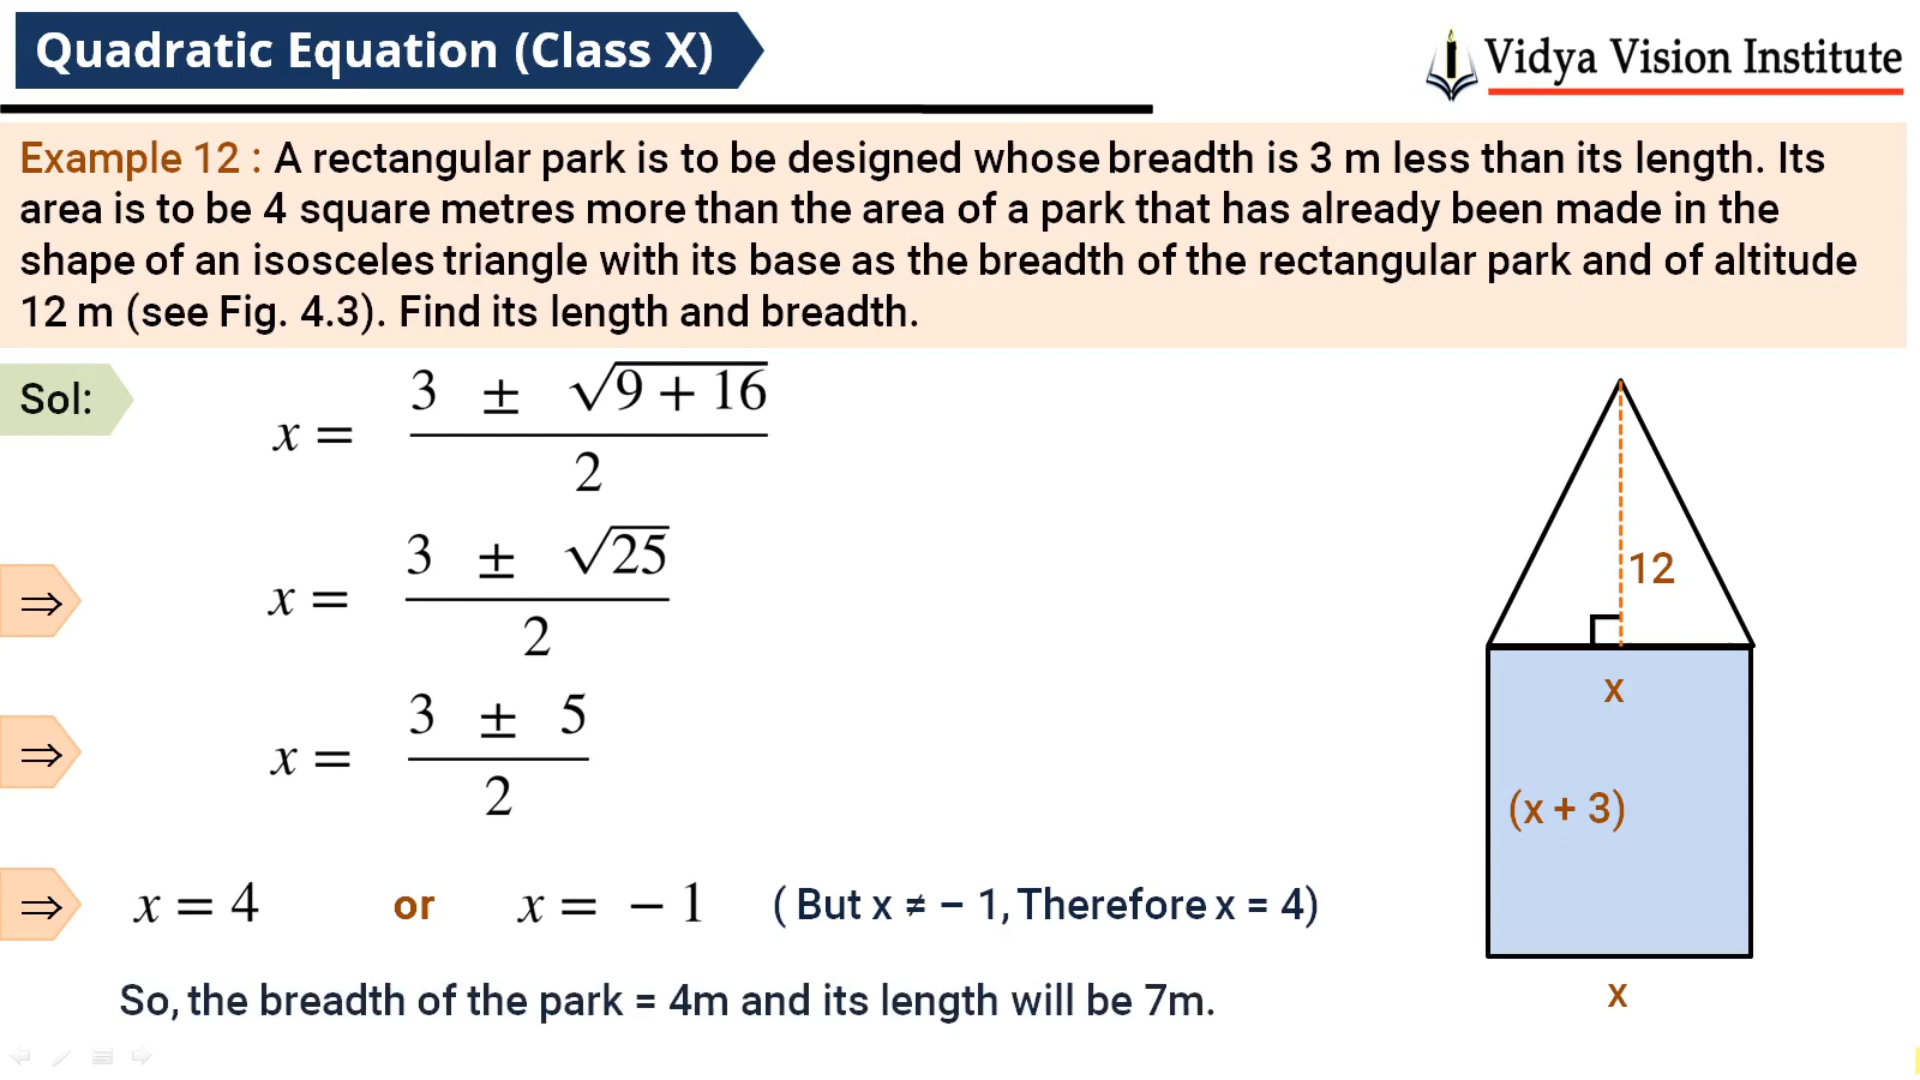 Quadratic Equation (Class X)
Vidya Vision Institute
Example 12 : A rectangular park is to be designed whose breadth is 3 m less than its length. Its
area is to be 4 square metres more than the area of a park that has already been made in the
shape of an isosceles triangle with its base as the breadth of the rectangular park and of altitude
12 m (see Fig. 4.3). Find its length and breadth.
Sol:
x = (3 ± √(9 + 16))/2
⇒ x = (3 ± √25)/2
⇒ x = (3 ± 5)/2
⇒ x = 4 or x = − 1 ( But x ≠ – 1, Therefore x = 4)
So, the breadth of the park = 4m and its length will be 7m.
12
x
(x + 3)
x